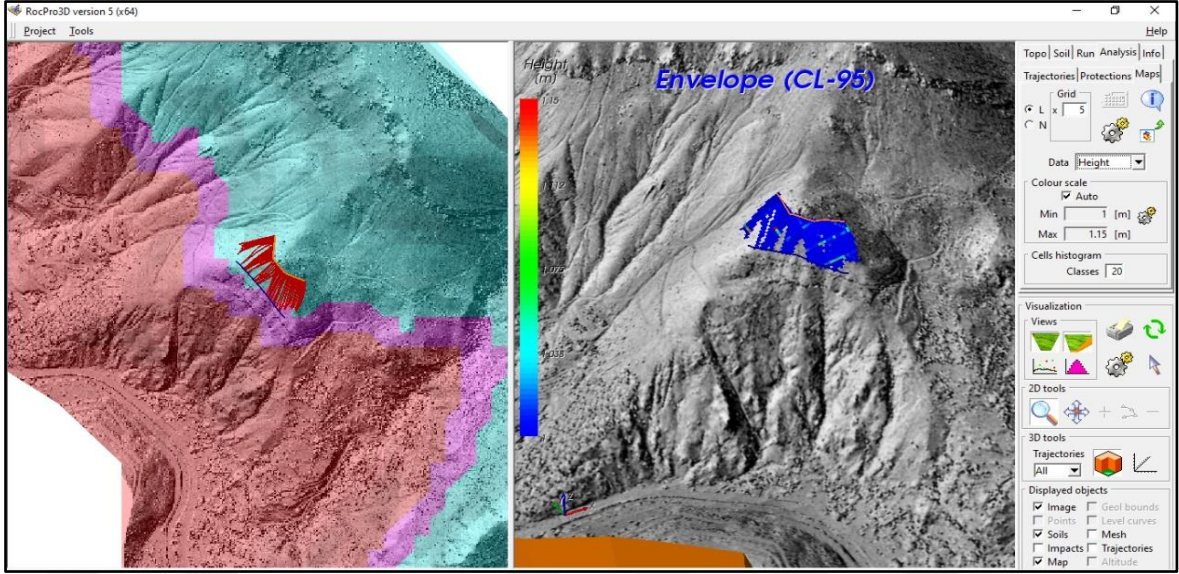 RocPro3D version 5 (x64)
Project Tools
Help
Height
(m)
1.15
1.112
1.075
1.038
1
Envelope (CL-95)
Topo Soil Run Analysis Info
Trajectories Protections Maps
Grid
L x 5
N
Data Height
Colour scale
Auto
Min 1 [m]
Max 1.15 [m]
Cells histogram
Classes 20
Visualization
Views
2D tools
3D tools
Trajectories
All
Displayed objects
Image Geol bounds
Points Level curves
Soils Mesh
Impacts Trajectories
Map Altitude